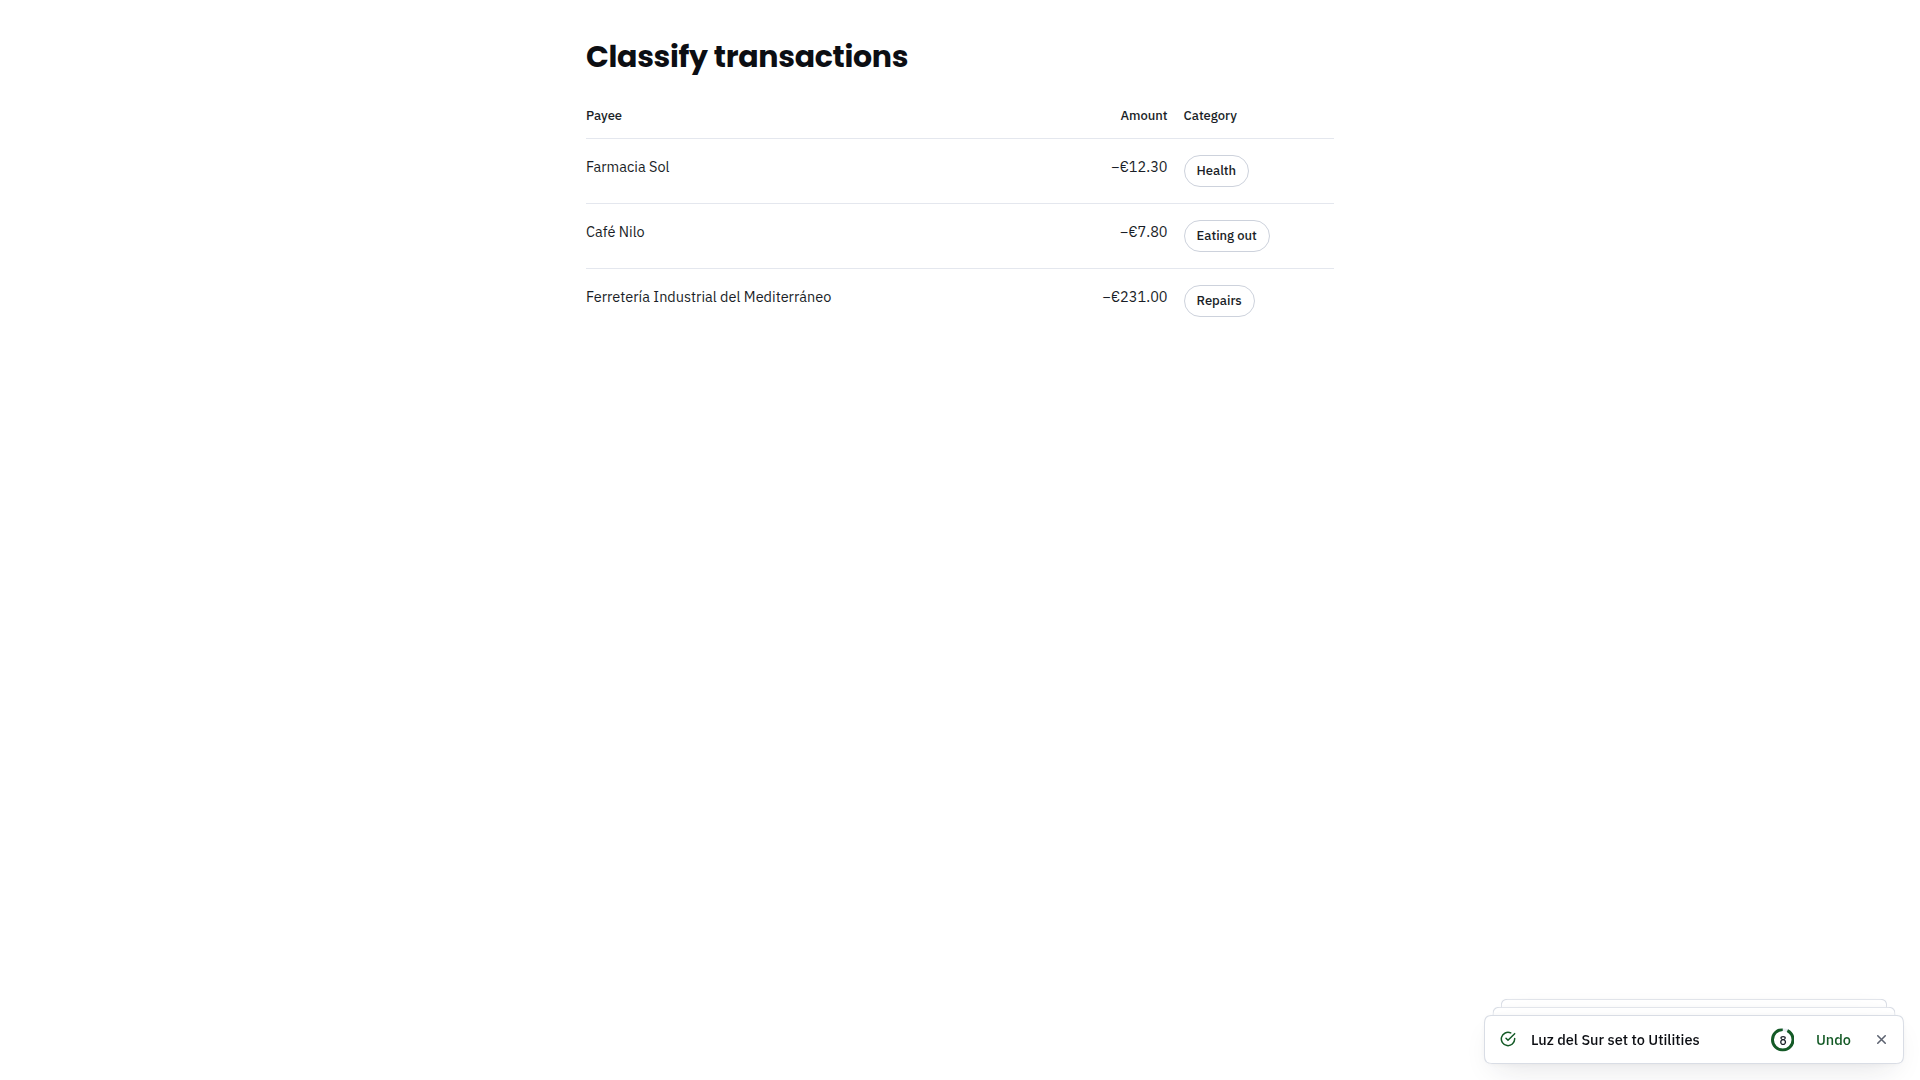 Classify transactions
Payee Amount Category
Farmacia Sol −€12.30 Health
Café Nilo −€7.80 Eating out
Ferretería Industrial del Mediterráneo −€231.00 Repairs
Luz del Sur set to Utilities 8 Undo